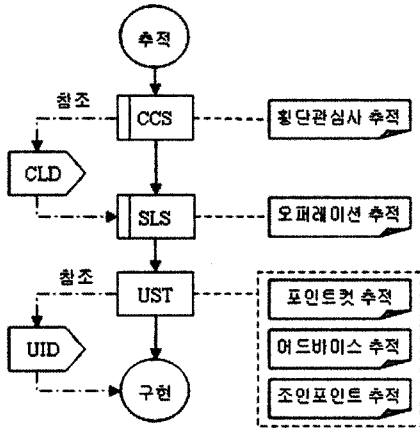 추적
참조
CCS
횡단관심사 추적
CLD
SLS
오퍼레이션 추적
참조
UST
포인트컷 추적
UID
어드바이스 추적
구현
조인포인트 추적